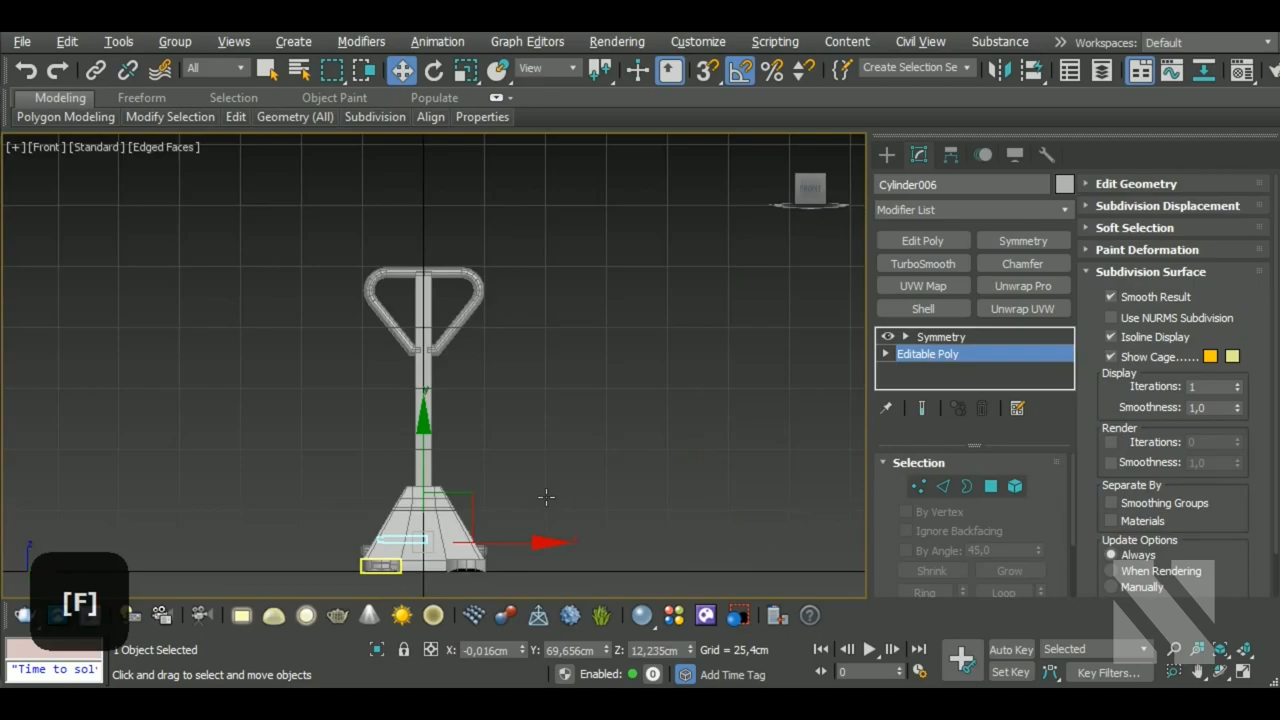 File Edit Tools Group Views Create Modifiers Animation Graph Editors Rendering Customize Scripting Content Civil View Substance Workspaces: Default
All View Create Selection Se
Modeling Freeform Selection Object Paint Populate
Polygon Modeling Modify Selection Edit Geometry (All) Subdivision Align Properties
[+] [Front ] [Standard ] [Edged Faces ]
FRONT
Cylinder006
Modifier List
Edit Poly Symmetry
TurboSmooth Chamfer
UVW Map Unwrap Pro
Shell Unwrap UVW
Symmetry
Editable Poly
Selection
By Vertex
Ignore Backfacing
By Angle: 45,0
Shrink Grow
Ring Loop
Edit Geometry
Subdivision Displacement
Soft Selection
Paint Deformation
Subdivision Surface
Smooth Result
Use NURMS Subdivision
Isoline Display
Show Cage......
Display
Iterations: 1
Smoothness: 1,0
Render
Iterations: 0
Smoothness: 1,0
Separate By
Smoothing Groups
Materials
Update Options
Always
When Rendering
Manually
z
[F]
1 Object Selected X: -0,016cm Y: 69,656cm Z: 12,235cm Grid = 25,4cm Auto Key Selected
"Time to sol Click and drag to select and move objects Enabled: 0 Add Time Tag 0 Set Key Key Filters...